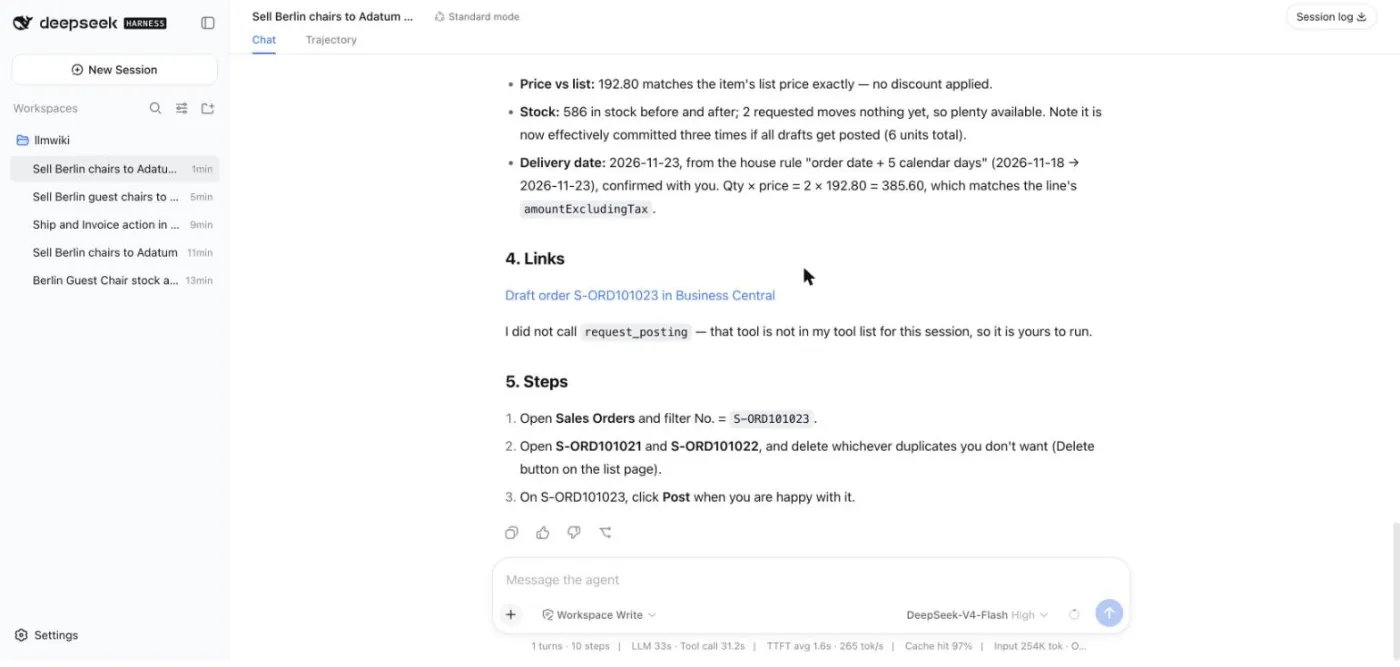 deepseek HARNESS
Sell Berlin chairs to Adatum ...
Standard mode
Session log
Chat
Trajectory
New Session
Workspaces
llmwiki
Sell Berlin chairs to Adatu... 1min
Sell Berlin guest chairs to ... 5min
Ship and Invoice action in ... 9min
Sell Berlin chairs to Adatum 11min
Berlin Guest Chair stock a... 13min
Settings
• Price vs list: 192.80 matches the item's list price exactly — no discount applied.
• Stock: 586 in stock before and after; 2 requested moves nothing yet, so plenty available. Note it is
now effectively committed three times if all drafts get posted (6 units total).
• Delivery date: 2026-11-23, from the house rule "order date + 5 calendar days" (2026-11-18 →
2026-11-23), confirmed with you. Qty × price = 2 × 192.80 = 385.60, which matches the line's
amountExcludingTax.
4. Links
Draft order S-ORD101023 in Business Central
I did not call request_posting — that tool is not in my tool list for this session, so it is yours to run.
5. Steps
1. Open Sales Orders and filter No. = S-ORD101023.
2. Open S-ORD101021 and S-ORD101022, and delete whichever duplicates you don't want (Delete
button on the list page).
3. On S-ORD101023, click Post when you are happy with it.
Message the agent
Workspace Write
DeepSeek-V4-Flash High
1 turns · 10 steps | LLM 33s · Tool call 31.2s | TTFT avg 1.6s · 265 tok/s | Cache hit 97% | Input 254K tok · O...